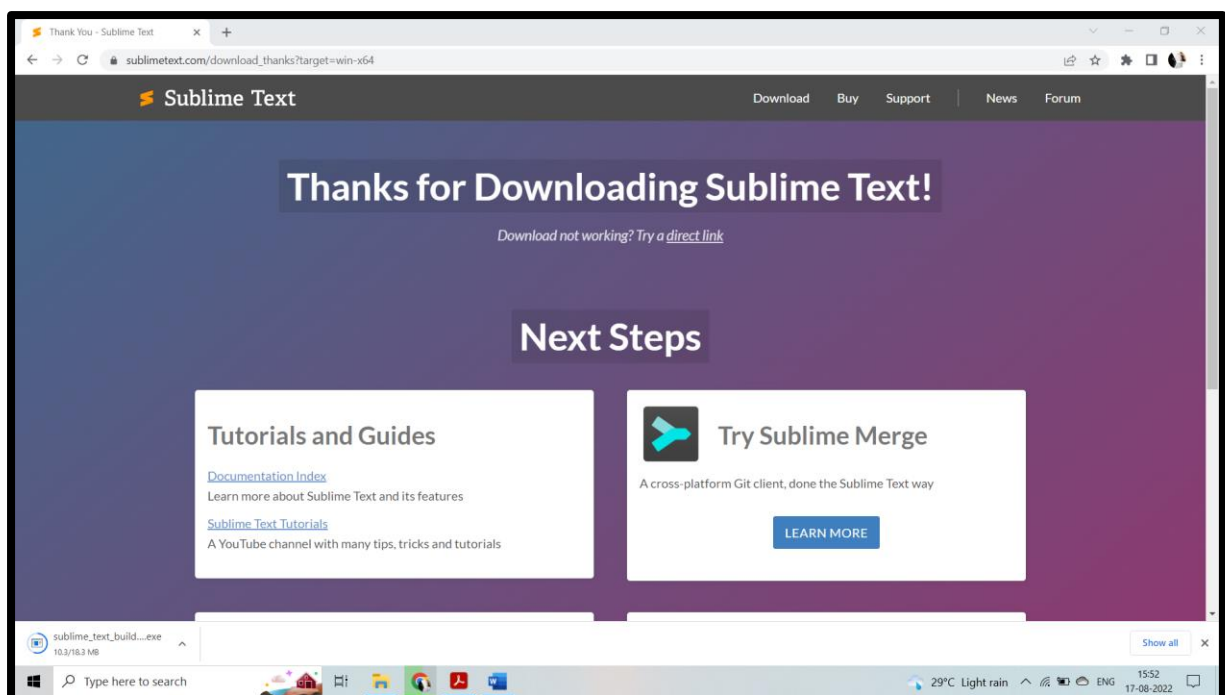 Thank You - Sublime Text
sublimetext.com/download_thanks?target=win-x64
Sublime Text
Download Buy Support News Forum
Thanks for Downloading Sublime Text!
Download not working? Try a direct link
Next Steps
Tutorials and Guides
Documentation Index
Learn more about Sublime Text and its features
Sublime Text Tutorials
A YouTube channel with many tips, tricks and tutorials
Try Sublime Merge
A cross-platform Git client, done the Sublime Text way
LEARN MORE
sublime_text_build....exe
10.3/18.3 MB
Show all
Type here to search
29°C Light rain
ENG
15:52
17-08-2022